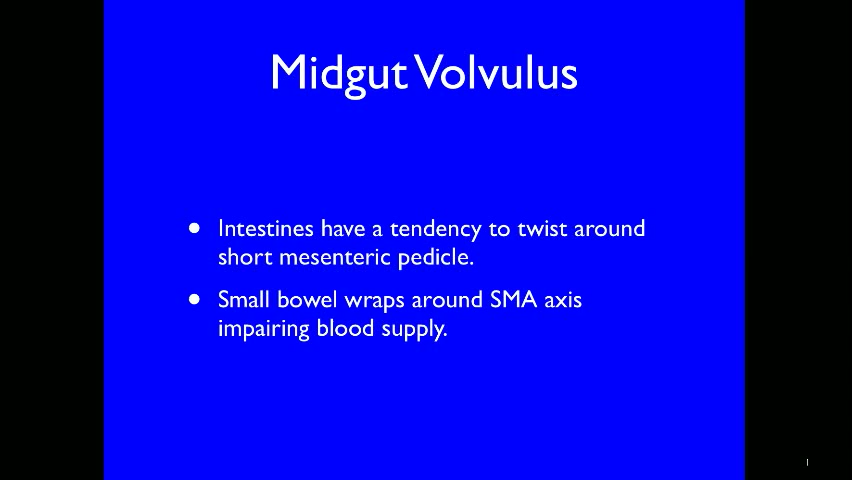 Midgut Volvulus
• Intestines have a tendency to twist around
short mesenteric pedicle.
• Small bowel wraps around SMA axis
impairing blood supply.
1